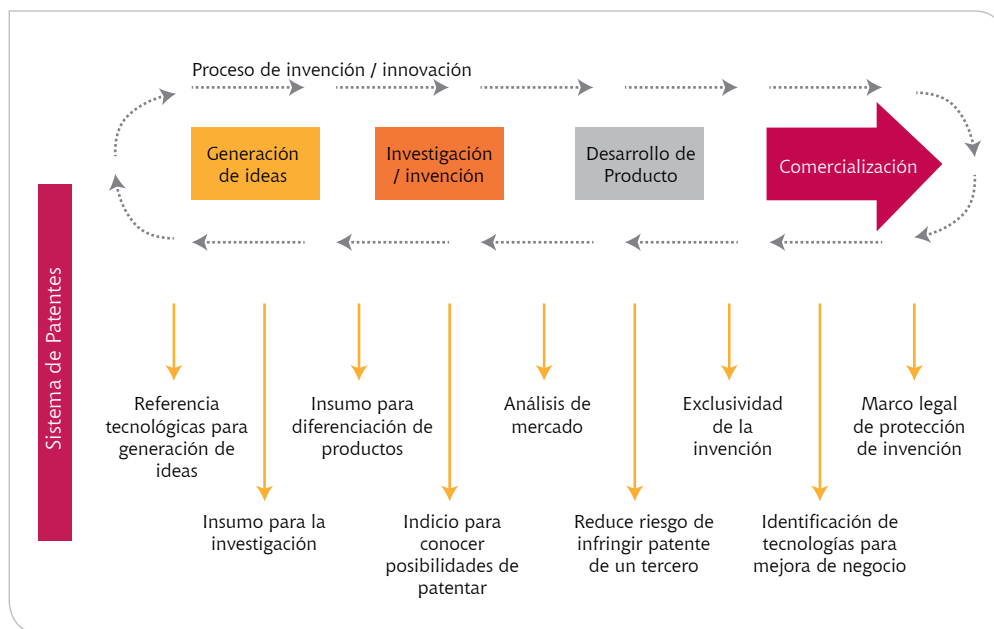 Proceso de invención / innovación
Generación
de ideas
Investigación
/ invención
Desarrollo de
Producto
Comercialización
Sistema de Patentes
Referencia
tecnológicas para
generación de
ideas
Insumo para
diferenciación de
productos
Análisis de
mercado
Exclusividad
de la
invención
Marco legal
de protección
de invención
Insumo para la
investigación
Indicio para
conocer
posibilidades de
patentar
Reduce riesgo de
infringir patente
de un tercero
Identificación de
tecnologías para
mejora de negocio